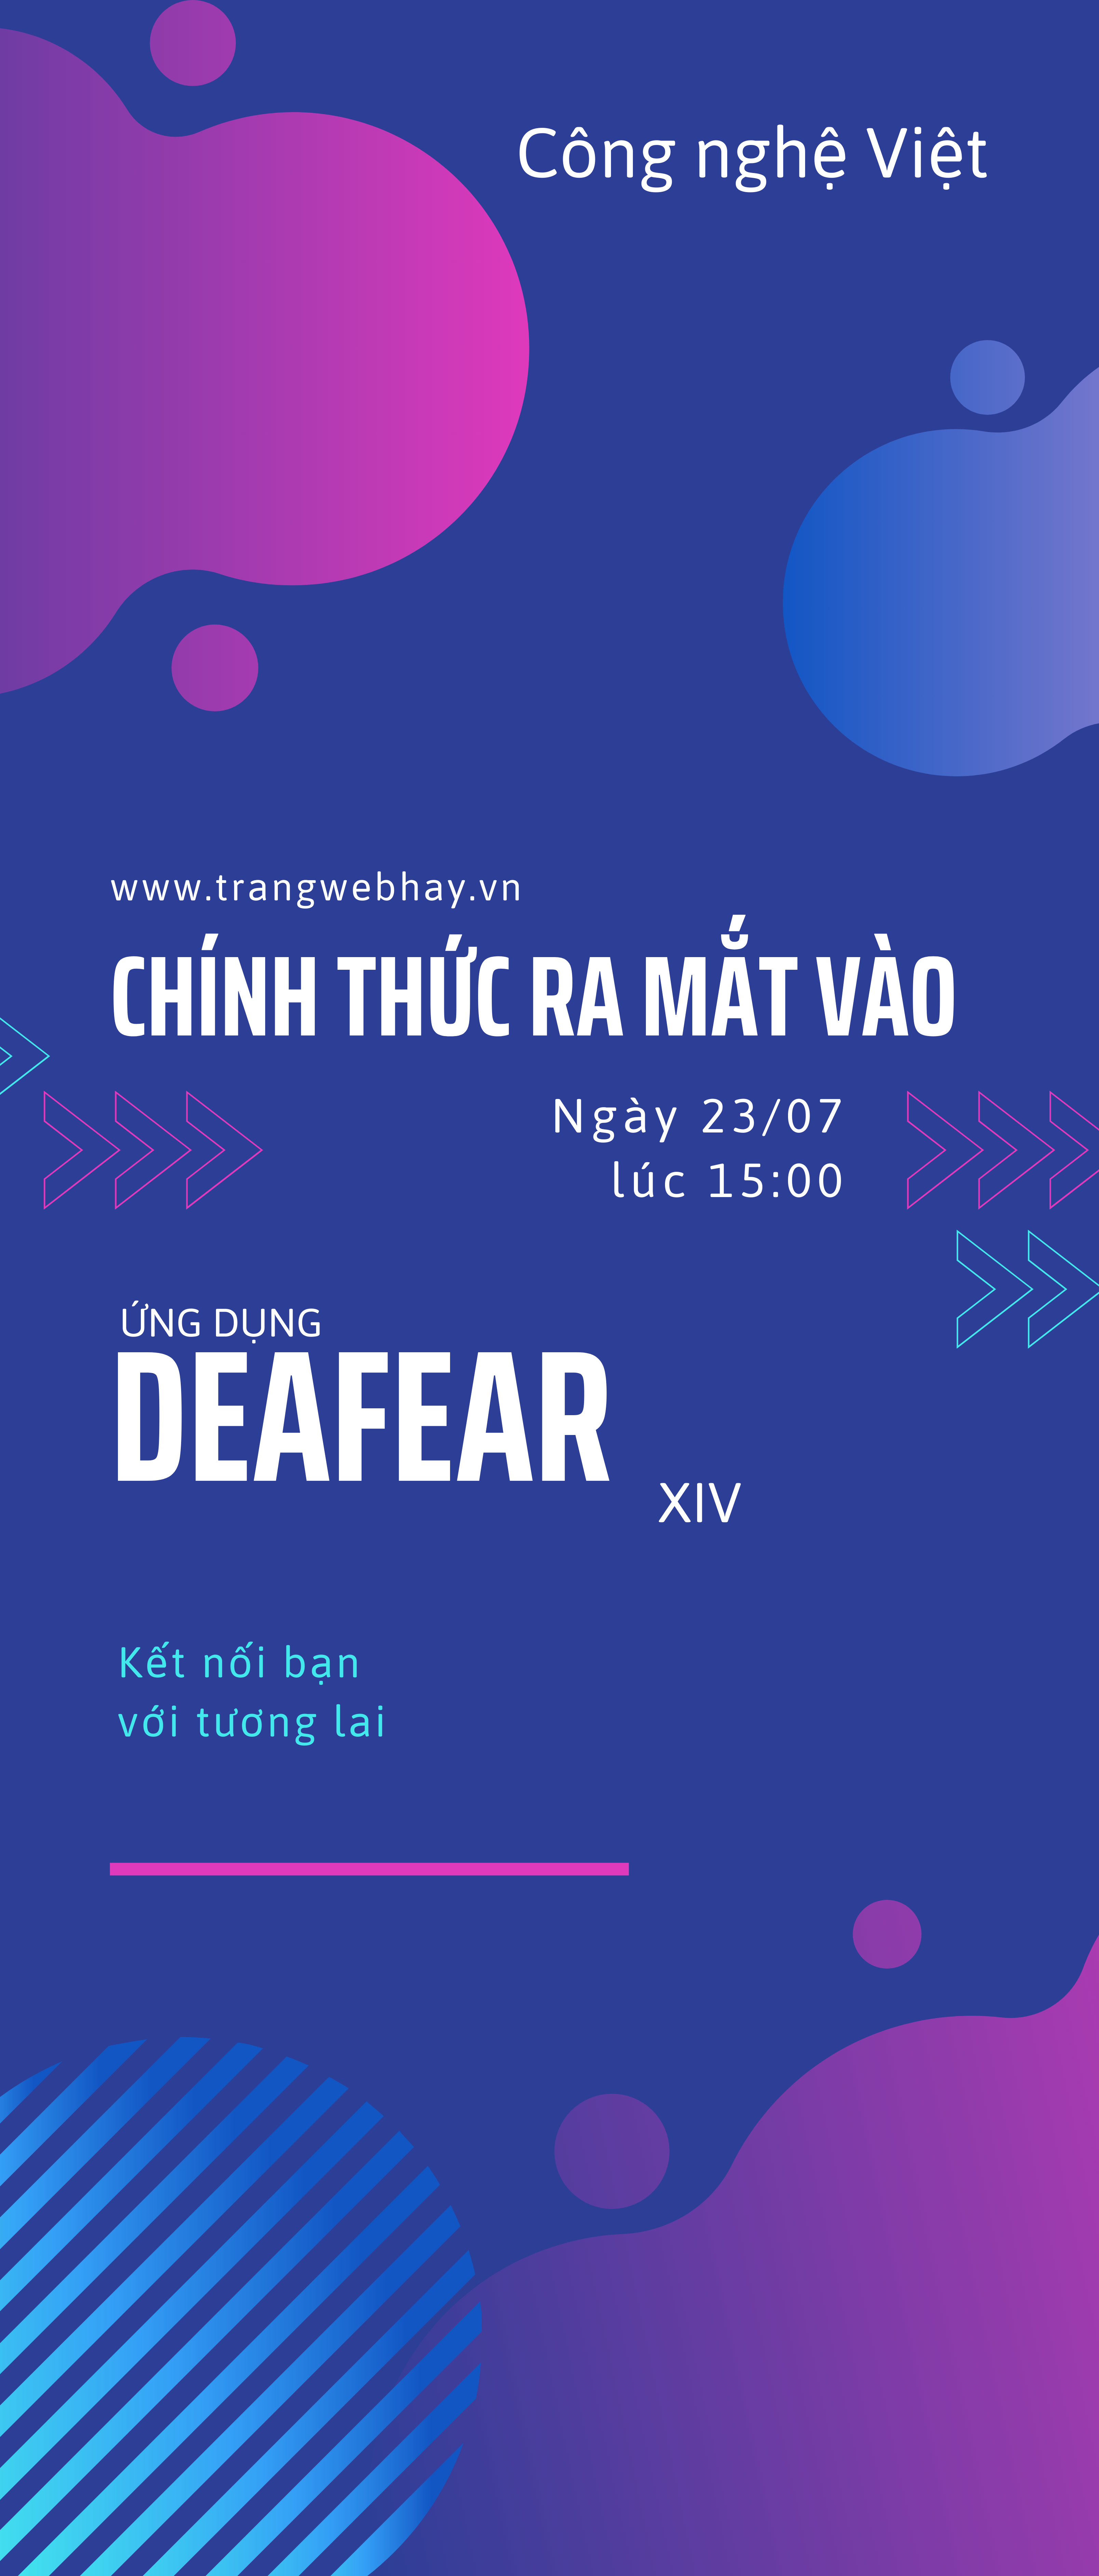 Công nghệ Việt
www.trangwebhay.vn
CHÍNH THỨC RA MẮT VÀO
Ngày 23/07
lúc 15:00
ỨNG DỤNG
DEAFEAR
XIV
Kết nối bạn
với tương lai